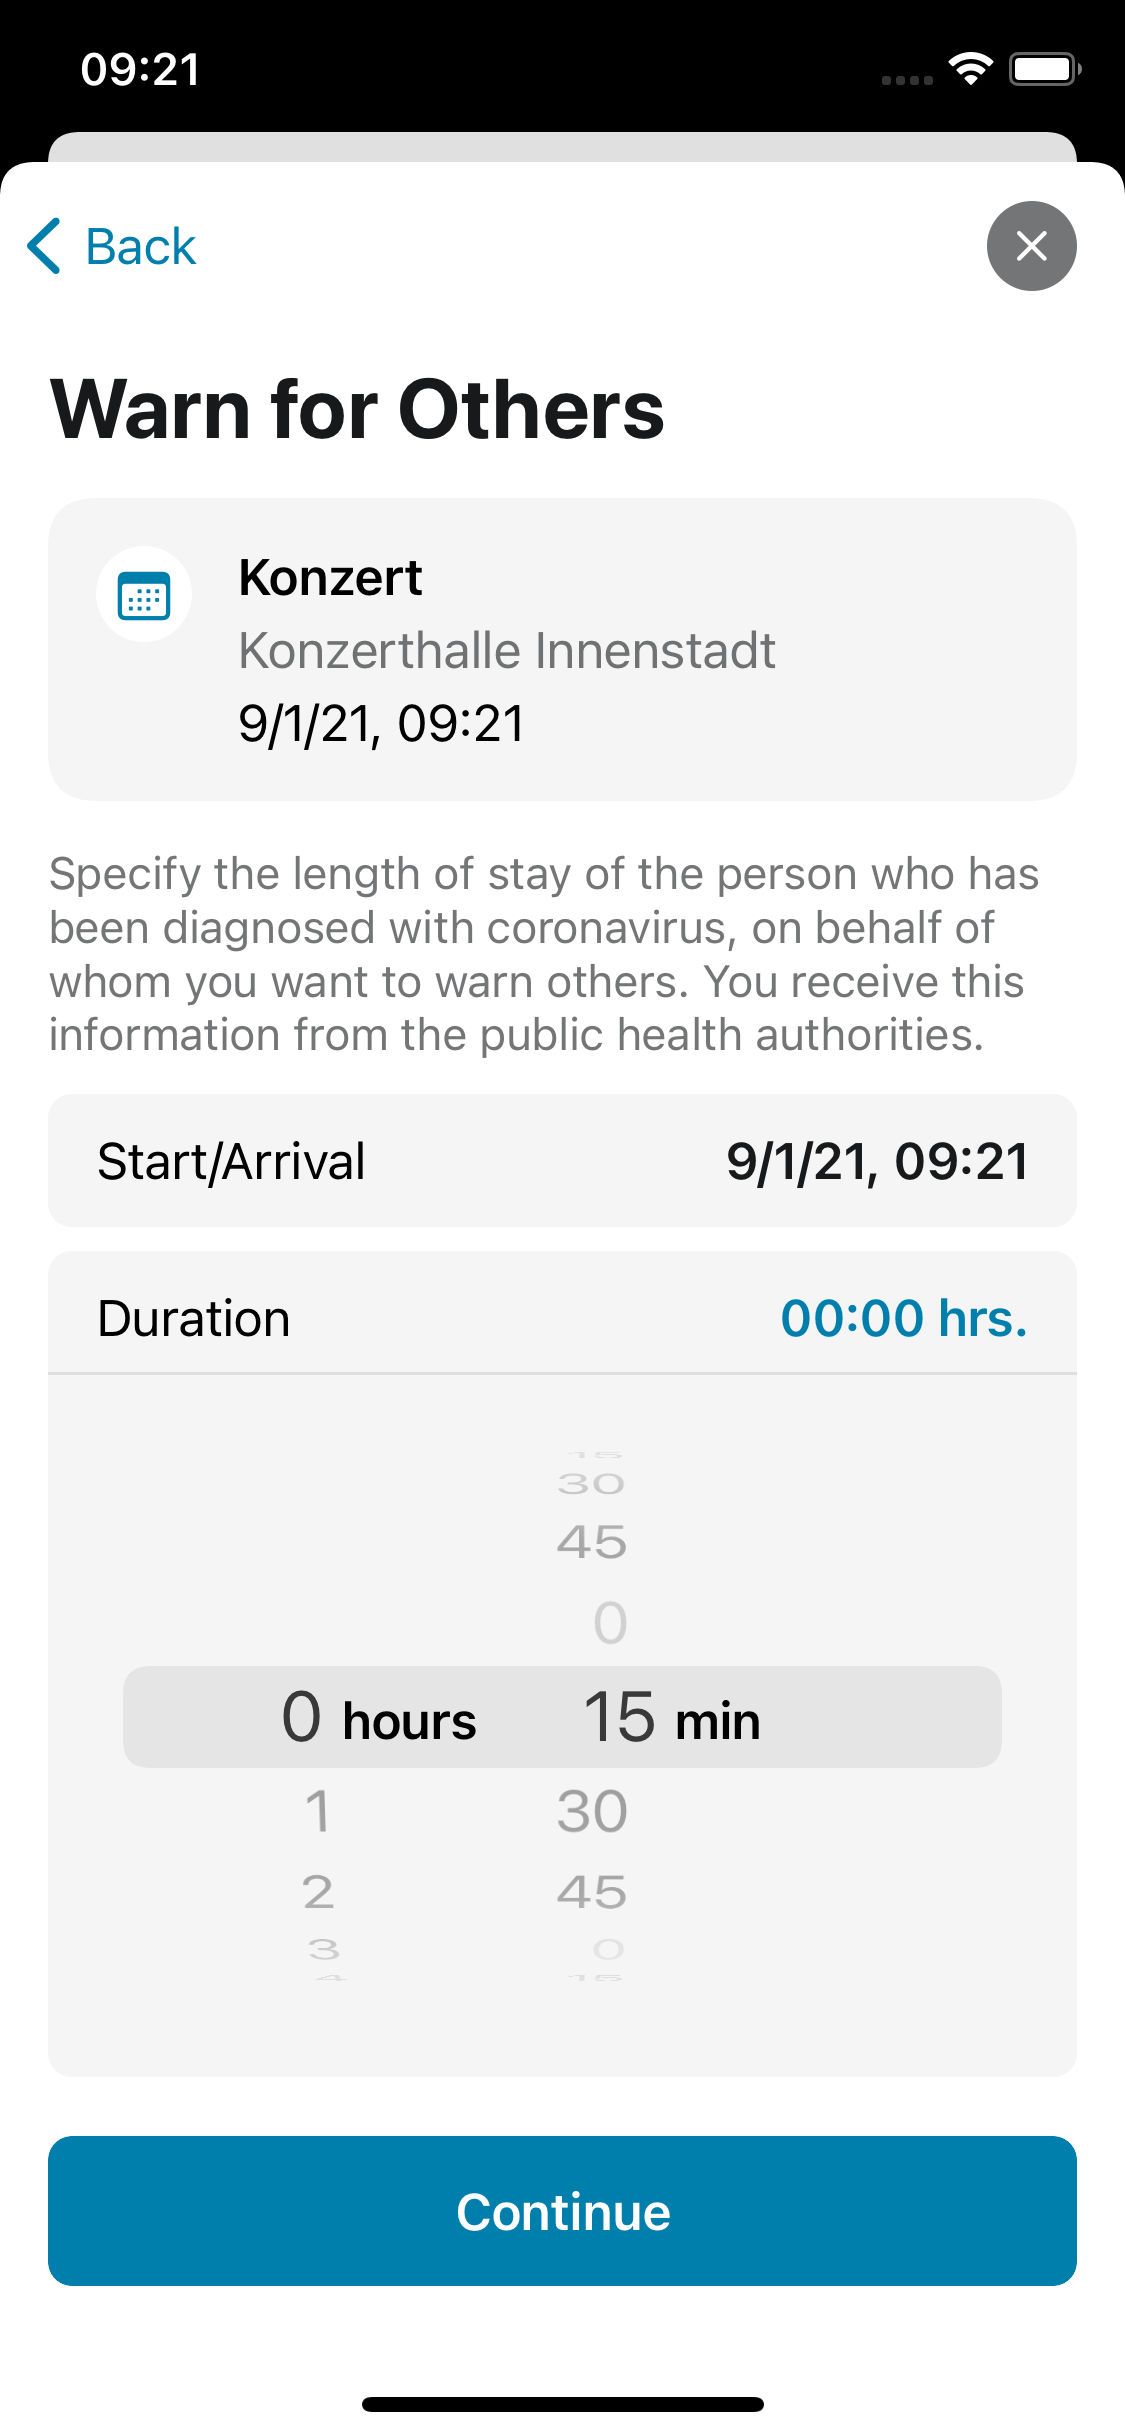 09:21
Back
Warn for Others
Konzert
Konzerthalle Innenstadt
9/1/21, 09:21
Specify the length of stay of the person who has
been diagnosed with coronavirus, on behalf of
whom you want to warn others. You receive this
information from the public health authorities.
Start/Arrival 9/1/21, 09:21
Duration 00:00 hrs.
15
30
45
0
0 hours 15 min
1 30
2 45
3 0
4 15
Continue